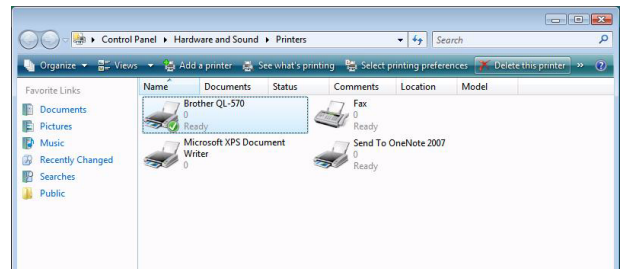 Control Panel Hardware and Sound Printers Search
Organize Views Add a printer See what's printing Select printing preferences Delete this printer »
Favorite Links
Documents
Pictures
Music
Recently Changed
Searches
Public
Name Documents Status Comments Location Model
Brother QL-570
0
Ready
Fax
0
Ready
Microsoft XPS Document
Writer
0
Send To OneNote 2007
0
Ready